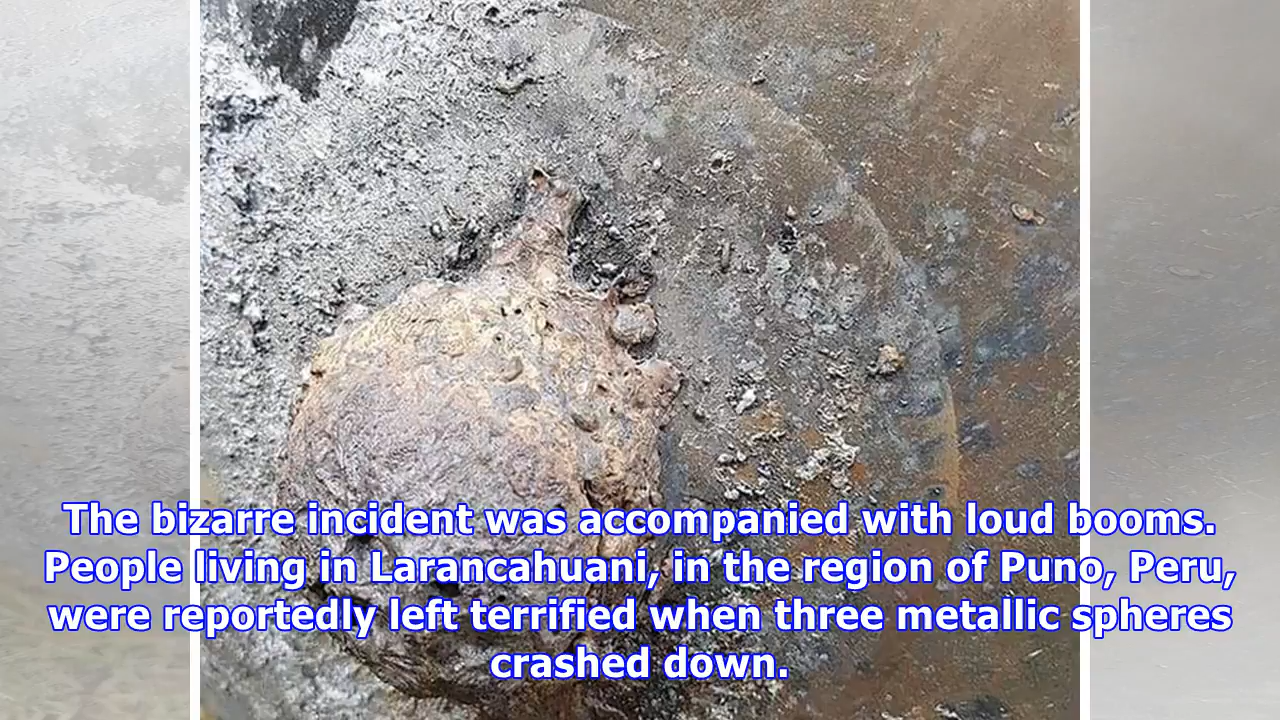 The bizarre incident was accompanied with loud booms.
People living in Larancahuani, in the region of Puno, Peru,
were reportedly left terrified when three metallic spheres
crashed down.